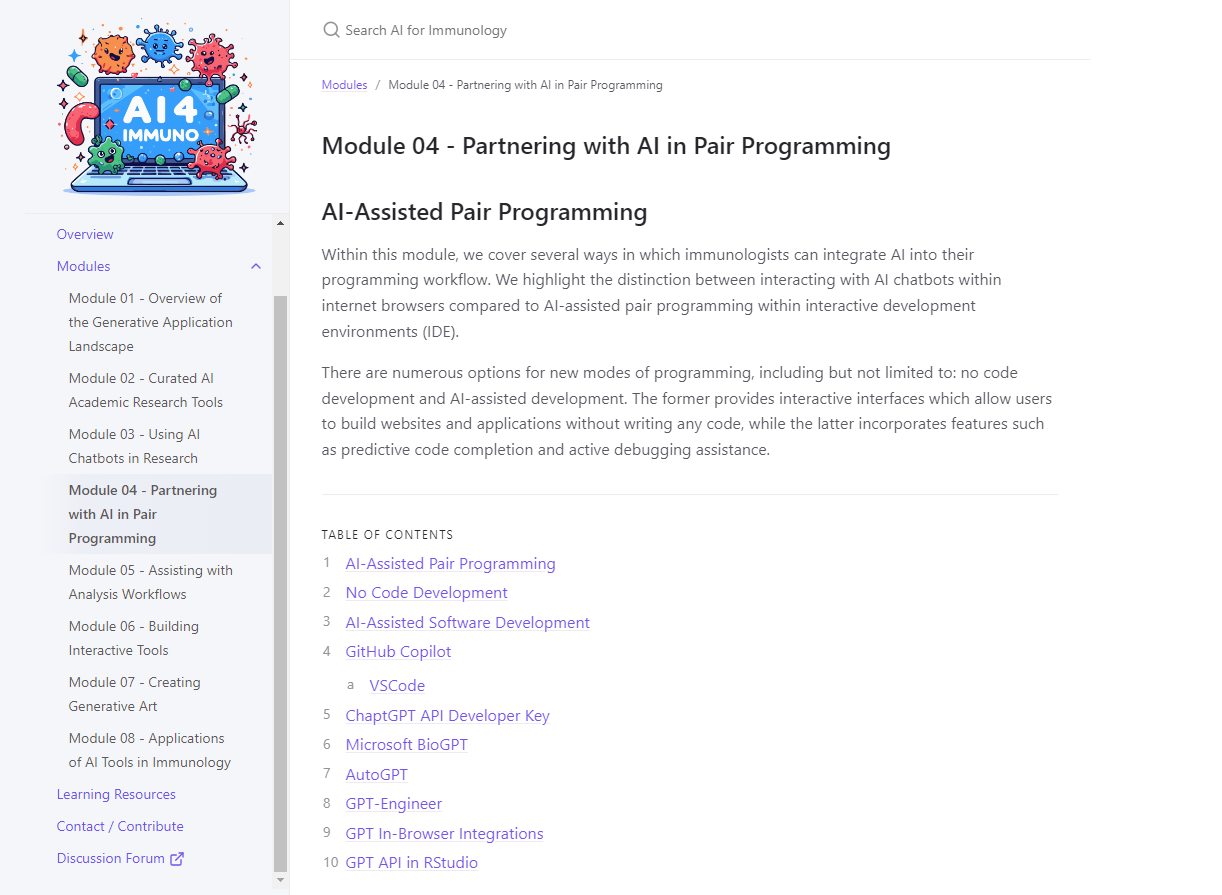 AI4
IMMUNO
Overview
Modules
Module 01 - Overview of
the Generative Application
Landscape
Module 02 - Curated AI
Academic Research Tools
Module 03 - Using AI
Chatbots in Research
Module 04 - Partnering
with AI in Pair
Programming
Module 05 - Assisting with
Analysis Workflows
Module 06 - Building
Interactive Tools
Module 07 - Creating
Generative Art
Module 08 - Applications
of AI Tools in Immunology
Learning Resources
Contact / Contribute
Discussion Forum
Search AI for Immunology
Modules / Module 04 - Partnering with AI in Pair Programming
Module 04 - Partnering with AI in Pair Programming
AI-Assisted Pair Programming
Within this module, we cover several ways in which immunologists can integrate AI into their
programming workflow. We highlight the distinction between interacting with AI chatbots within
internet browsers compared to AI-assisted pair programming within interactive development
environments (IDE).
There are numerous options for new modes of programming, including but not limited to: no code
development and AI-assisted development. The former provides interactive interfaces which allow users
to build websites and applications without writing any code, while the latter incorporates features such
as predictive code completion and active debugging assistance.
TABLE OF CONTENTS
1 AI-Assisted Pair Programming
2 No Code Development
3 AI-Assisted Software Development
4 GitHub Copilot
a VSCode
5 ChaptGPT API Developer Key
6 Microsoft BioGPT
7 AutoGPT
8 GPT-Engineer
9 GPT In-Browser Integrations
10 GPT API in RStudio